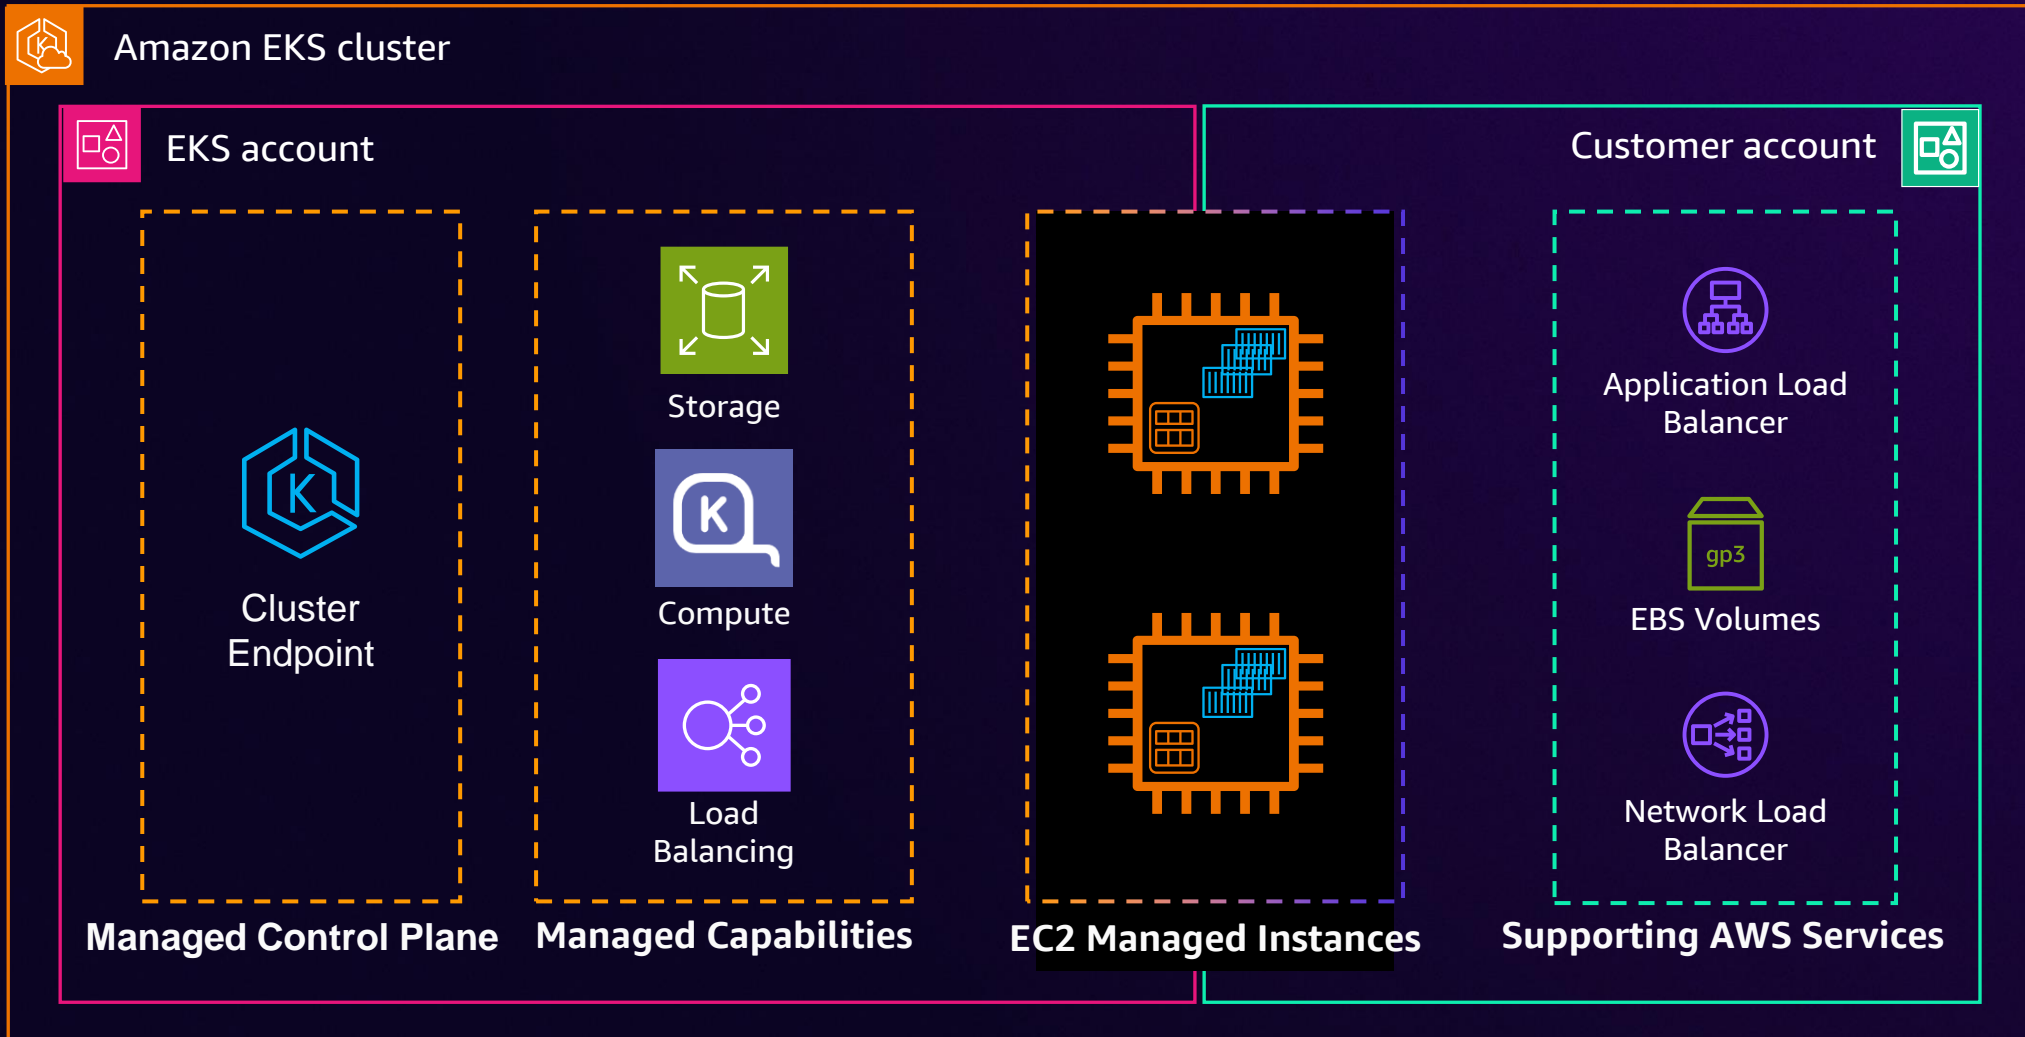 Amazon EKS cluster
EKS account
Customer account
Cluster
Endpoint
Managed Control Plane
Storage
K
Compute
Load
Balancing
Managed Capabilities
EC2 Managed Instances
Application Load
Balancer
gp3
EBS Volumes
Network Load
Balancer
Supporting AWS Services